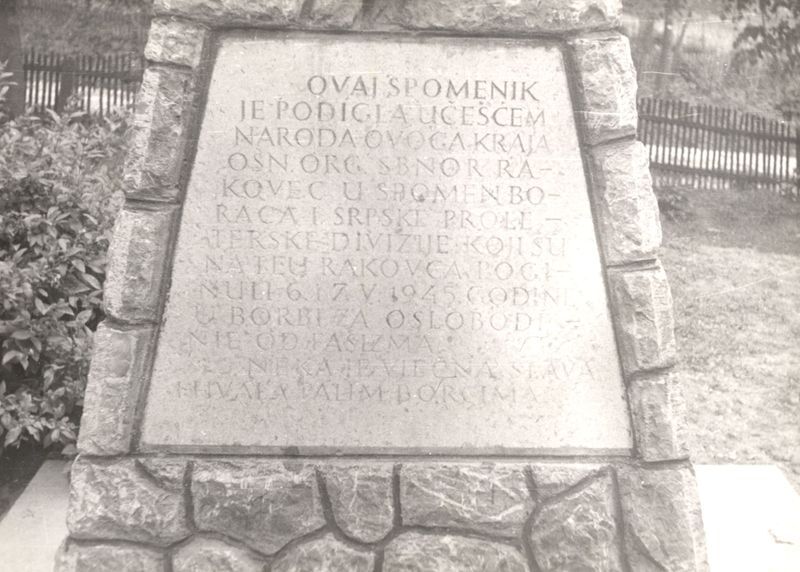 OVAJ SPOMENIK
JE PODIGLA UČEŠĆEM
NARODA OVOGA KRAJA
OSN. ORG. SBNOR RA-
KOVEC U SPOMEN BO-
RACA I SRPSKE PROLE-
TERSKE DIVIZIJE KOJI SU
NA TLU RAKOVCA POGI-
NULI 6. I 7. V. 1945. GODINE
U BORBI ZA OSLOBOĐE-
NJE OD FAŠIZMA.
NEKA JE VJEČNA SLAVA
I HVALA PALIM BORCIMA